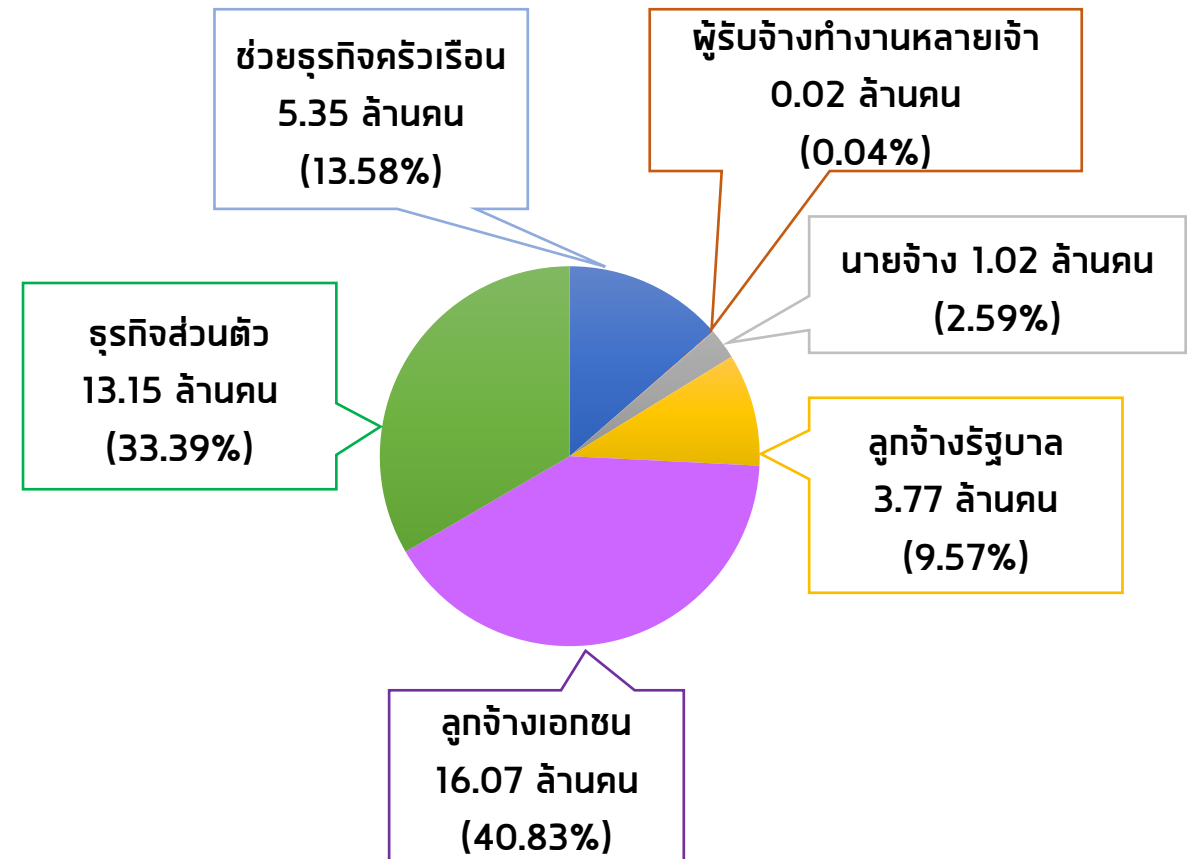 ช่วยธุรกิจครัวเรือน
5.35 ล้านคน
(13.58%)
ผู้รับจ้างทำงานหลายเจ้า
0.02 ล้านคน
(0.04%)
นายจ้าง 1.02 ล้านคน
(2.59%)
ธุรกิจส่วนตัว
13.15 ล้านคน
(33.39%)
ลูกจ้างรัฐบาล
3.77 ล้านคน
(9.57%)
ลูกจ้างเอกชน
16.07 ล้านคน
(40.83%)